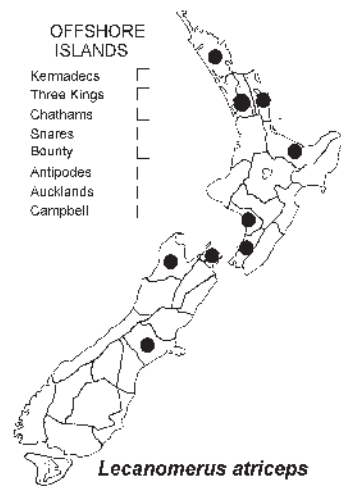 OFFSHORE
ISLANDS
Kermadecs
Three Kings
Chathams
Snares
Bounty
Antipodes
Aucklands
Campbell
Lecanomerus atriceps